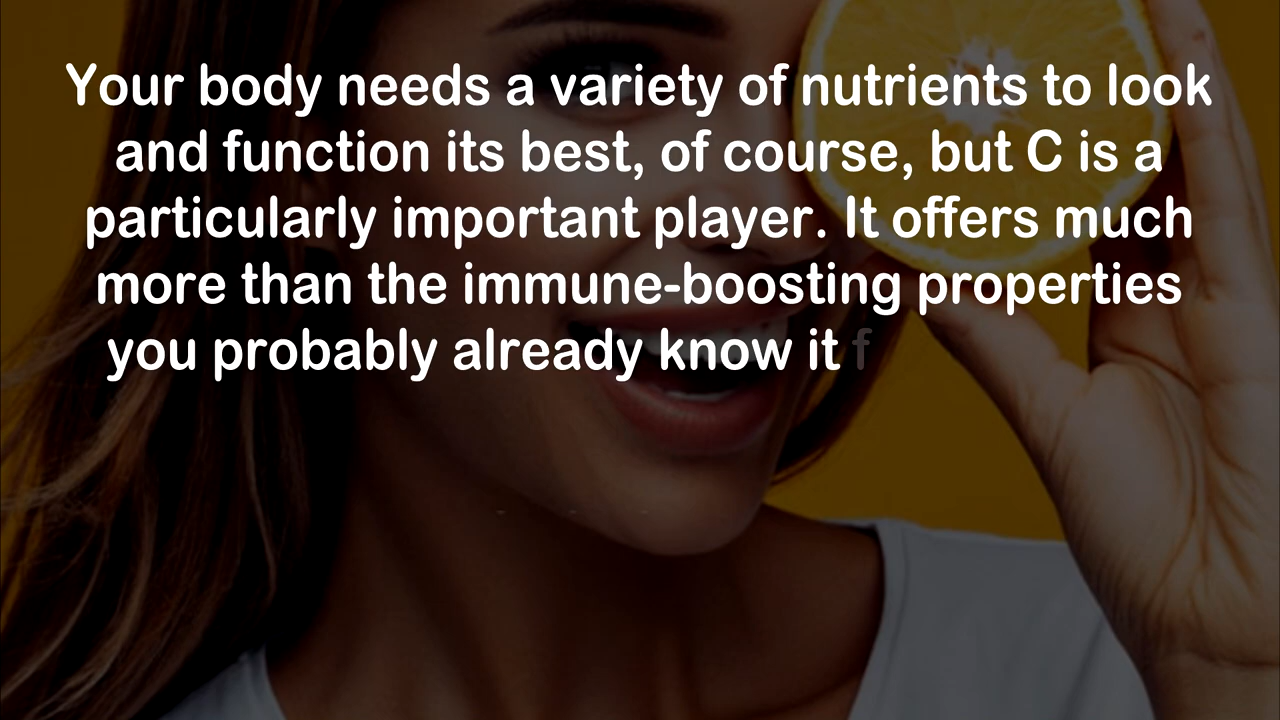 Your body needs a variety of nutrients to look
and function its best, of course, but C is a
particularly important player. It offers much
more than the immune-boosting properties
you probably already know it f